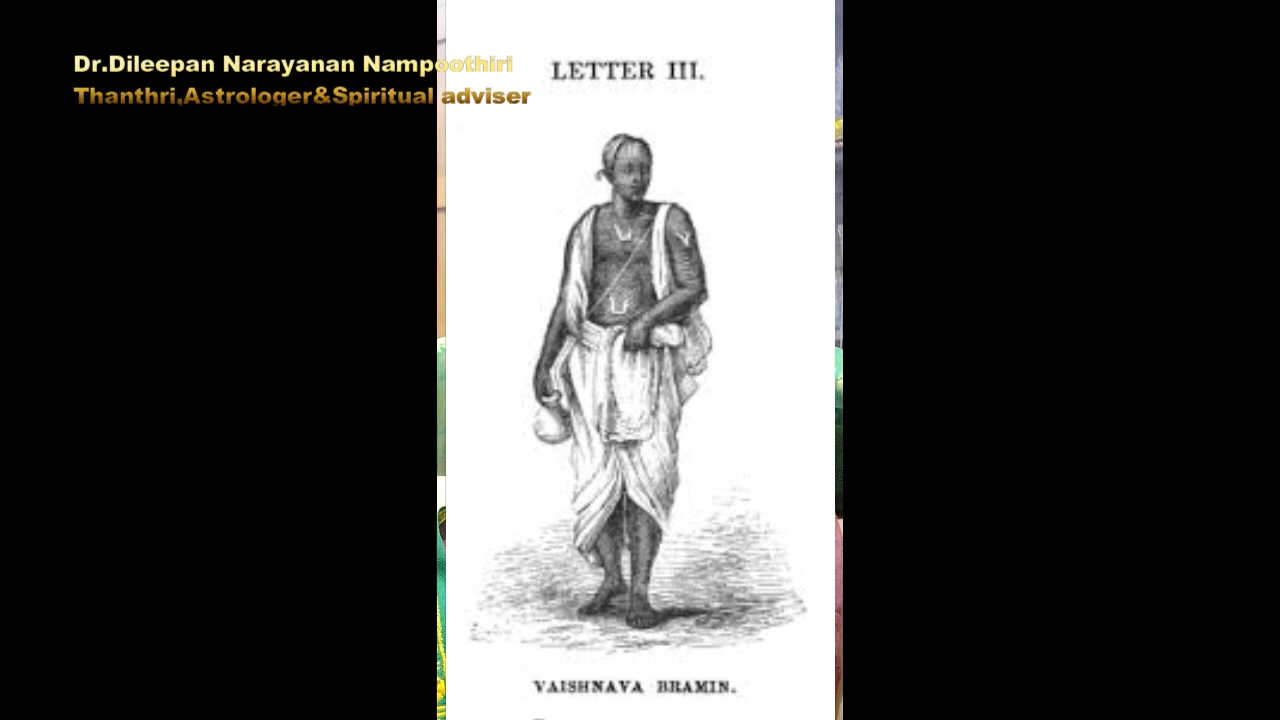 Dr.Dileepan Narayanan Nampoothiri
Thanthri,Astrologer&Spiritual adviser
LETTER III.
VAISHNAVA BRAMIN.